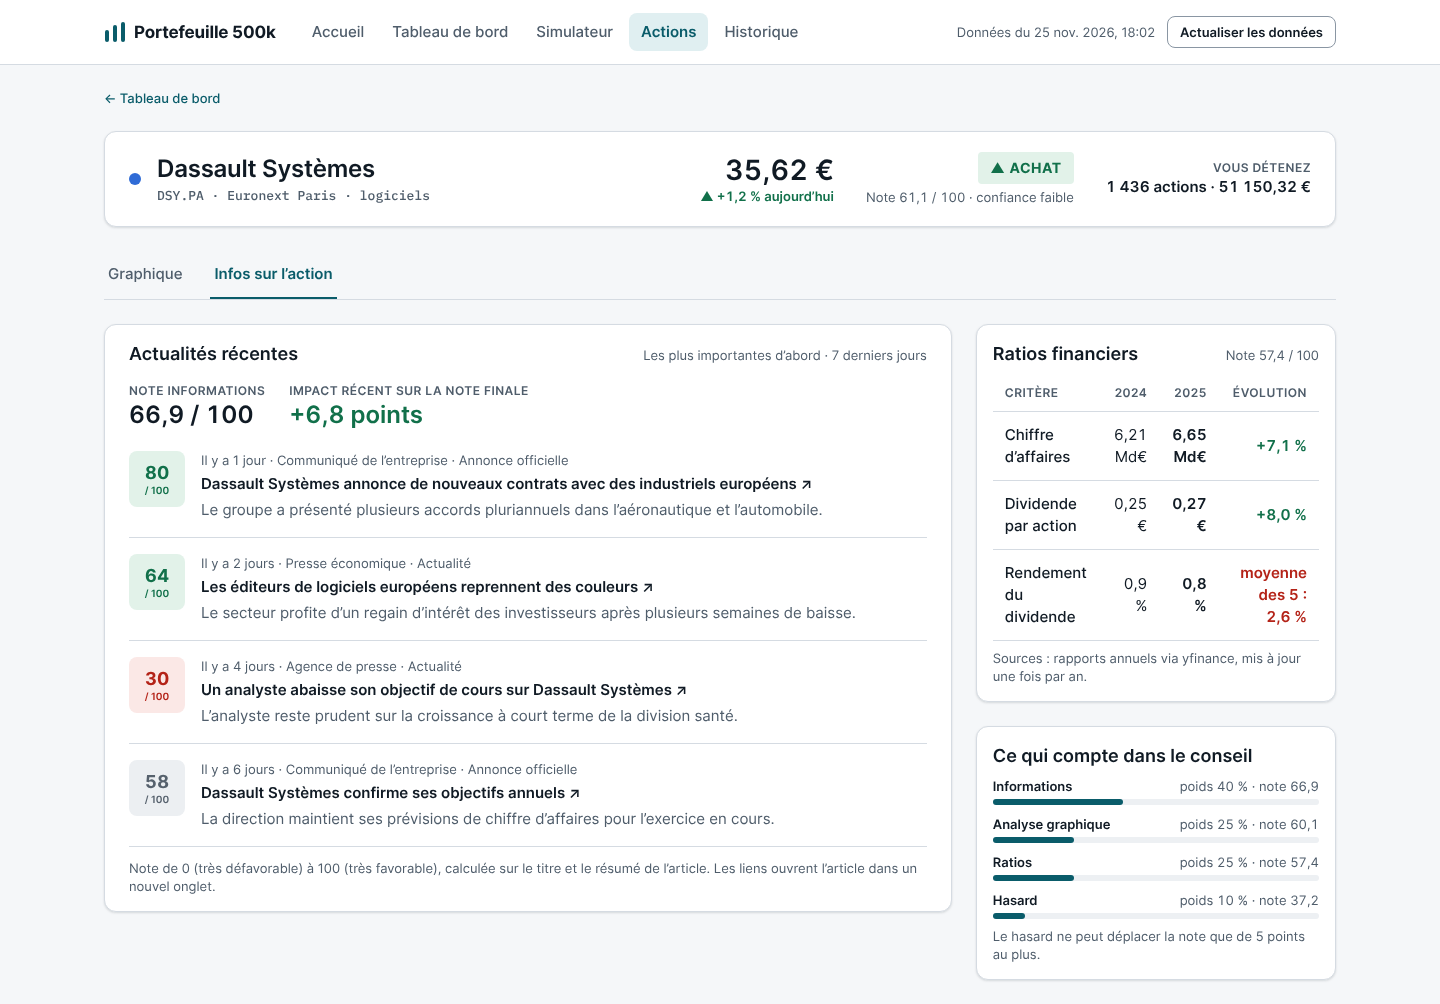 Portefeuille 500k
Accueil
Tableau de bord
Simulateur
Actions
Historique
Données du 25 nov. 2026, 18:02
Actualiser les données
← Tableau de bord
Dassault Systèmes
DSY.PA · Euronext Paris · logiciels
35,62 €
▲ +1,2 % aujourd’hui
▲ ACHAT
Note 61,1 / 100 · confiance faible
VOUS DÉTENEZ
1 436 actions · 51 150,32 €
Graphique
Infos sur l’action
Actualités récentes
Les plus importantes d’abord · 7 derniers jours
NOTE INFORMATIONS
66,9 / 100
IMPACT RÉCENT SUR LA NOTE FINALE
+6,8 points
80
/ 100
Il y a 1 jour · Communiqué de l’entreprise · Annonce officielle
Dassault Systèmes annonce de nouveaux contrats avec des industriels européens ↗
Le groupe a présenté plusieurs accords pluriannuels dans l’aéronautique et l’automobile.
64
/ 100
Il y a 2 jours · Presse économique · Actualité
Les éditeurs de logiciels européens reprennent des couleurs ↗
Le secteur profite d’un regain d’intérêt des investisseurs après plusieurs semaines de baisse.
30
/ 100
Il y a 4 jours · Agence de presse · Actualité
Un analyste abaisse son objectif de cours sur Dassault Systèmes ↗
L’analyste reste prudent sur la croissance à court terme de la division santé.
58
/ 100
Il y a 6 jours · Communiqué de l’entreprise · Annonce officielle
Dassault Systèmes confirme ses objectifs annuels ↗
La direction maintient ses prévisions de chiffre d’affaires pour l’exercice en cours.
Note de 0 (très défavorable) à 100 (très favorable), calculée sur le titre et le résumé de l’article. Les liens ouvrent l’article dans un
nouvel onglet.
Ratios financiers
Note 57,4 / 100
CRITÈRE 2024 2025 ÉVOLUTION
Chiffre
d’affaires
6,21
Md€
6,65
Md€
+7,1 %
Dividende
par action
0,25
€
0,27
€
+8,0 %
Rendement
du
dividende
0,9
%
0,8
%
moyenne
des 5 :
2,6 %
Sources : rapports annuels via yfinance, mis à jour
une fois par an.
Ce qui compte dans le conseil
Informations
poids 40 % · note 66,9
Analyse graphique
poids 25 % · note 60,1
Ratios
poids 25 % · note 57,4
Hasard
poids 10 % · note 37,2
Le hasard ne peut déplacer la note que de 5 points
au plus.